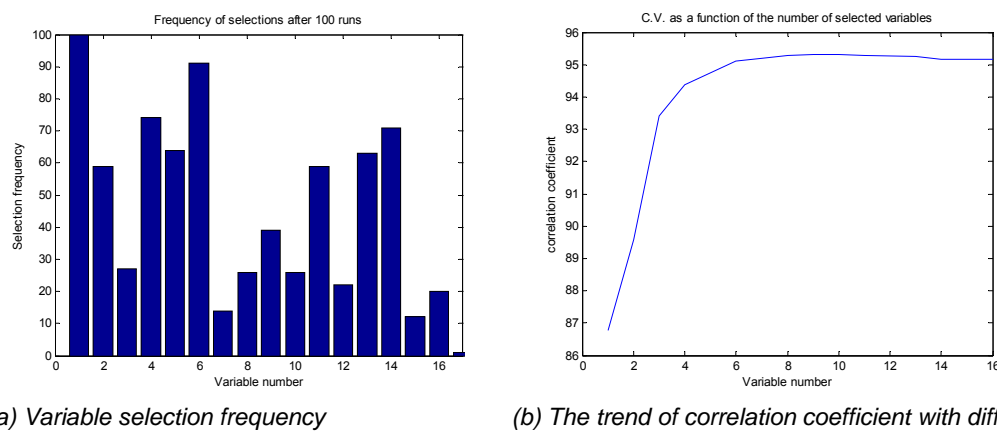 Frequency of selections after 100 runs
100
90
80
70
60
50
40
30
20
10
0
Selection frequency
0 2 4 6 8 10 12 14 16
Variable number
C.V. as a function of the number of selected variables
96
95
94
93
92
91
90
89
88
87
86
correlation coefficient
0 2 4 6 8 10 12 14 16
Variable number
a) Variable selection frequency
(b) The trend of correlation coefficient with diff